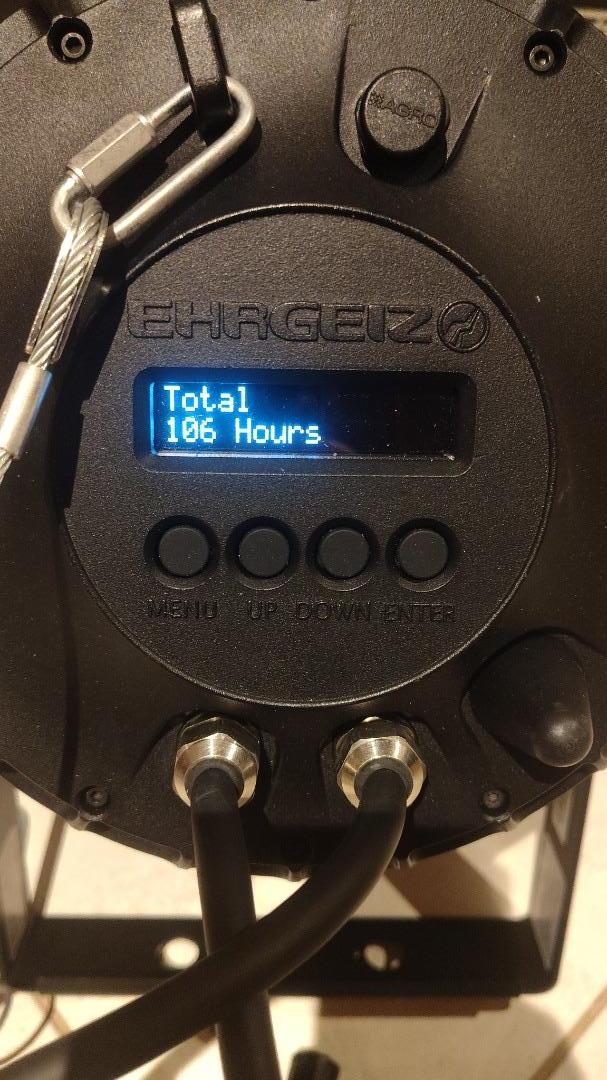 MAGRO
EHRGEIZ
Total
106 Hours
MENU UP DOWN ENTER